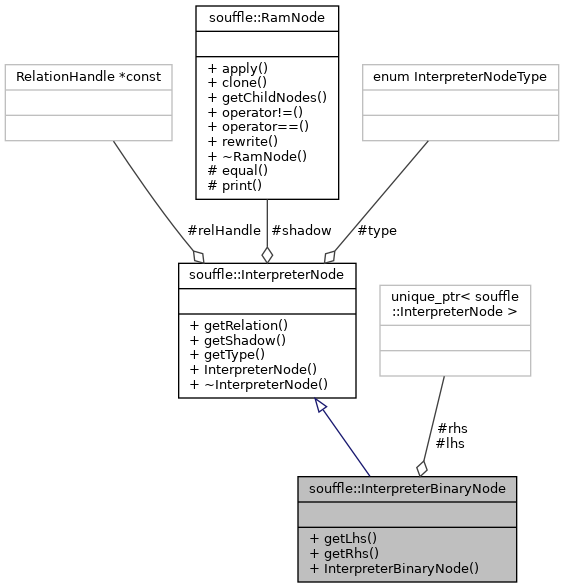 souffle::RamNode
+ apply()
+ clone()
+ getChildNodes()
+ operator!=()
+ operator==()
+ rewrite()
+ ~RamNode()
# equal()
# print()
RelationHandle *const
enum InterpreterNodeType
#relHandle
#shadow
#type
souffle::InterpreterNode
+ getRelation()
+ getShadow()
+ getType()
+ InterpreterNode()
+ ~InterpreterNode()
unique_ptr< souffle
::InterpreterNode >
#rhs
#lhs
souffle::InterpreterBinaryNode
+ getLhs()
+ getRhs()
+ InterpreterBinaryNode()